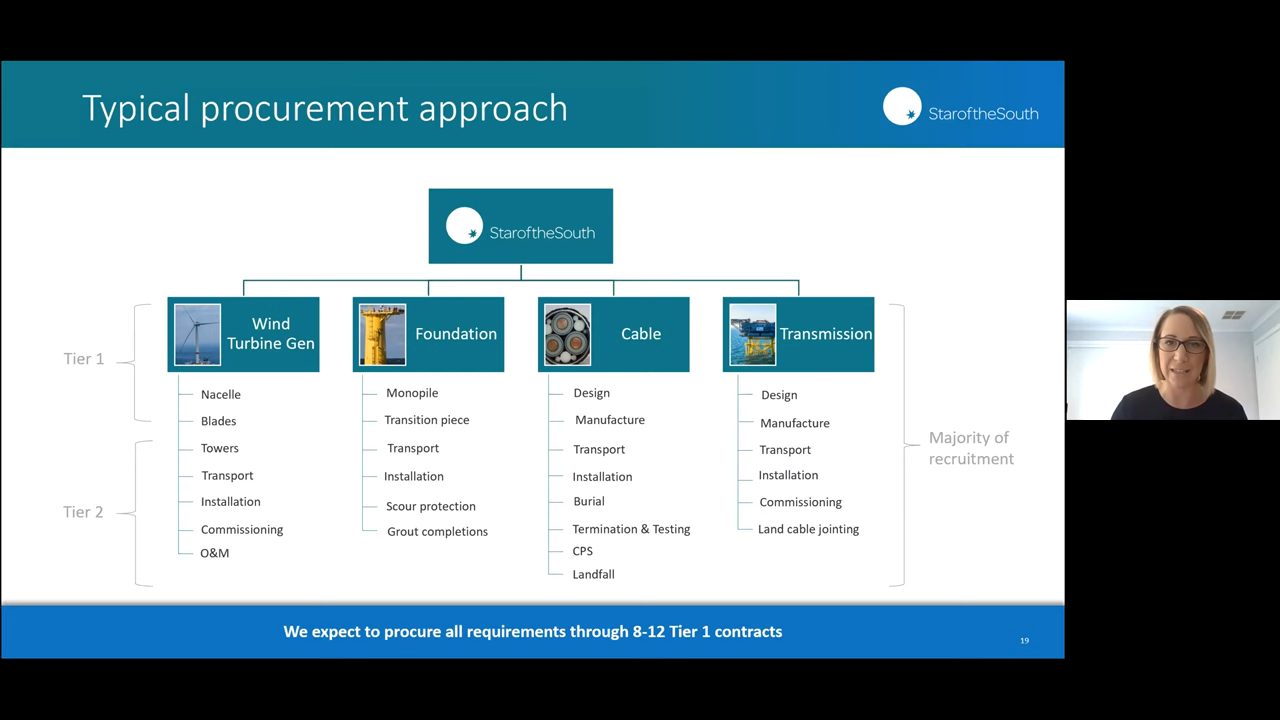 Typical procurement approach
StaroftheSouth
StaroftheSouth
Tier 1
Tier 2
Wind
Turbine Gen
Nacelle
Blades
Towers
Transport
Installation
Commissioning
O&M
Foundation
Monopile
Transition piece
Transport
Installation
Scour protection
Grout completions
Cable
Design
Manufacture
Transport
Installation
Burial
Termination & Testing
CPS
Landfall
Transmission
Design
Manufacture
Transport
Installation
Commissioning
Land cable jointing
Majority of
recruitment
We expect to procure all requirements through 8-12 Tier 1 contracts
19